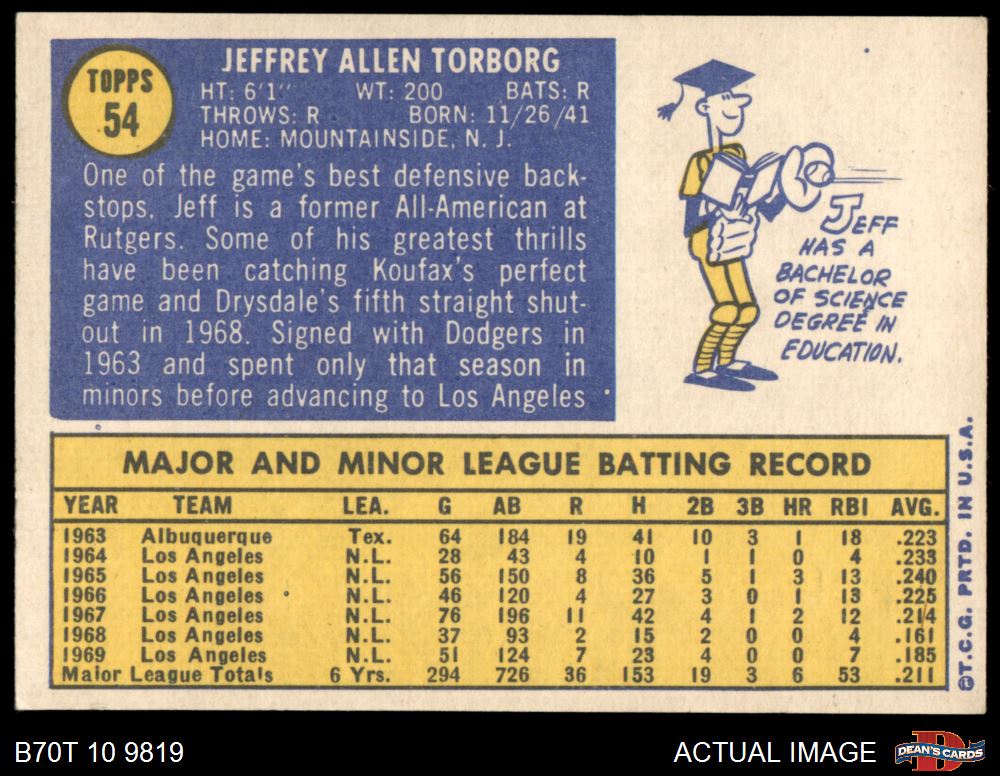 TOPPS
54
JEFFREY ALLEN TORBORG
HT: 6'1" WT: 200 BATS: R
THROWS: R BORN: 11/26/41
HOME: MOUNTAINSIDE, N. J.
One of the game's best defensive back-
stops, Jeff is a former All-American at
Rutgers. Some of his greatest thrills
have been catching Koufax's perfect
game and Drysdale's fifth straight shut-
out in 1968. Signed with Dodgers in
1963 and spent only that season in
minors before advancing to Los Angeles
JEFF
HAS A
BACHELOR
OF SCIENCE
DEGREE IN
EDUCATION.
MAJOR AND MINOR LEAGUE BATTING RECORD
YEAR TEAM LEA. G AB R H 2B 3B HR RBI AVG.
1963 Albuquerque Tex. 64 184 19 41 10 3 1 18 .223
1964 Los Angeles N.L. 28 43 4 10 1 1 0 4 .233
1965 Los Angeles N.L. 56 150 8 36 5 1 3 13 .240
1966 Los Angeles N.L. 46 120 4 27 3 0 1 13 .225
1967 Los Angeles N.L. 76 196 11 42 4 1 2 12 .214
1968 Los Angeles N.L. 37 93 2 15 2 0 0 4 .161
1969 Los Angeles N.L. 51 124 7 23 4 0 0 7 .185
Major League Totals 6 Yrs. 294 726 36 153 19 3 6 53 .211
©T.C.G. PRTD. IN U.S.A.
B70T 10 9819
ACTUAL IMAGE
DEAN'S CARDS